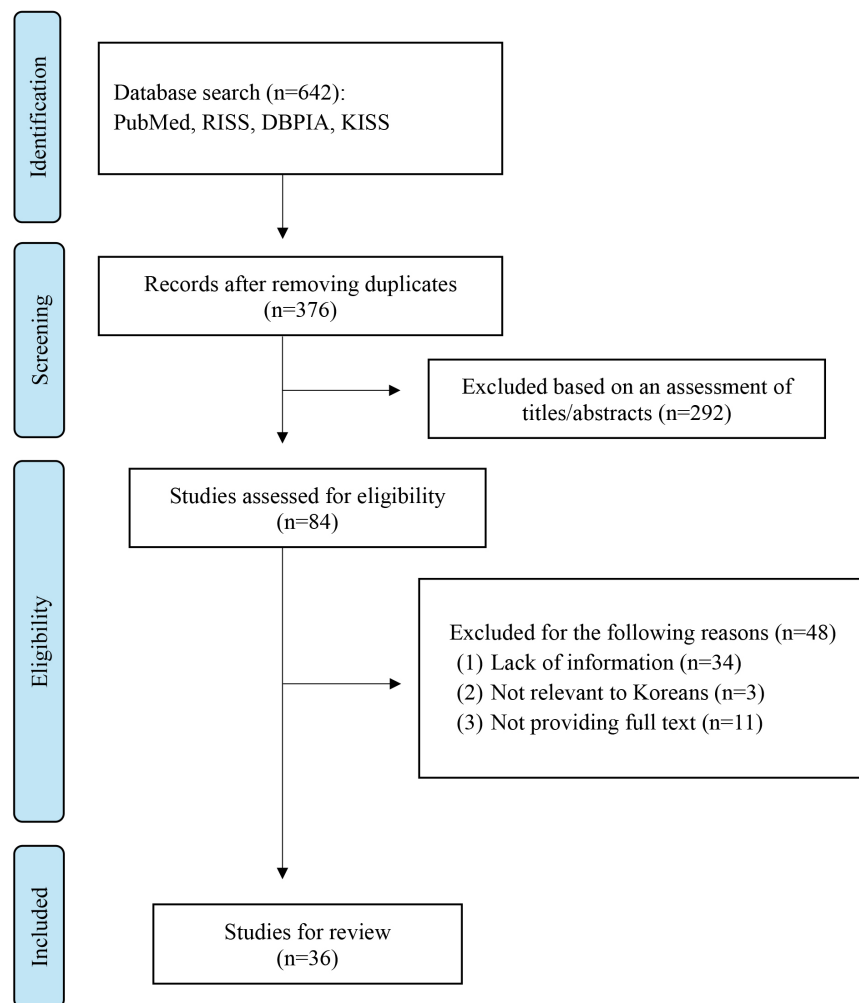 Identification
Database search (n=642):
PubMed, RISS, DBPIA, KISS
Screening
Records after removing duplicates
(n=376)
Excluded based on an assessment of
titles/abstracts (n=292)
Eligibility
Studies assessed for eligibility
(n=84)
Excluded for the following reasons (n=48)
(1) Lack of information (n=34)
(2) Not relevant to Koreans (n=3)
(3) Not providing full text (n=11)
Included
Studies for review
(n=36)